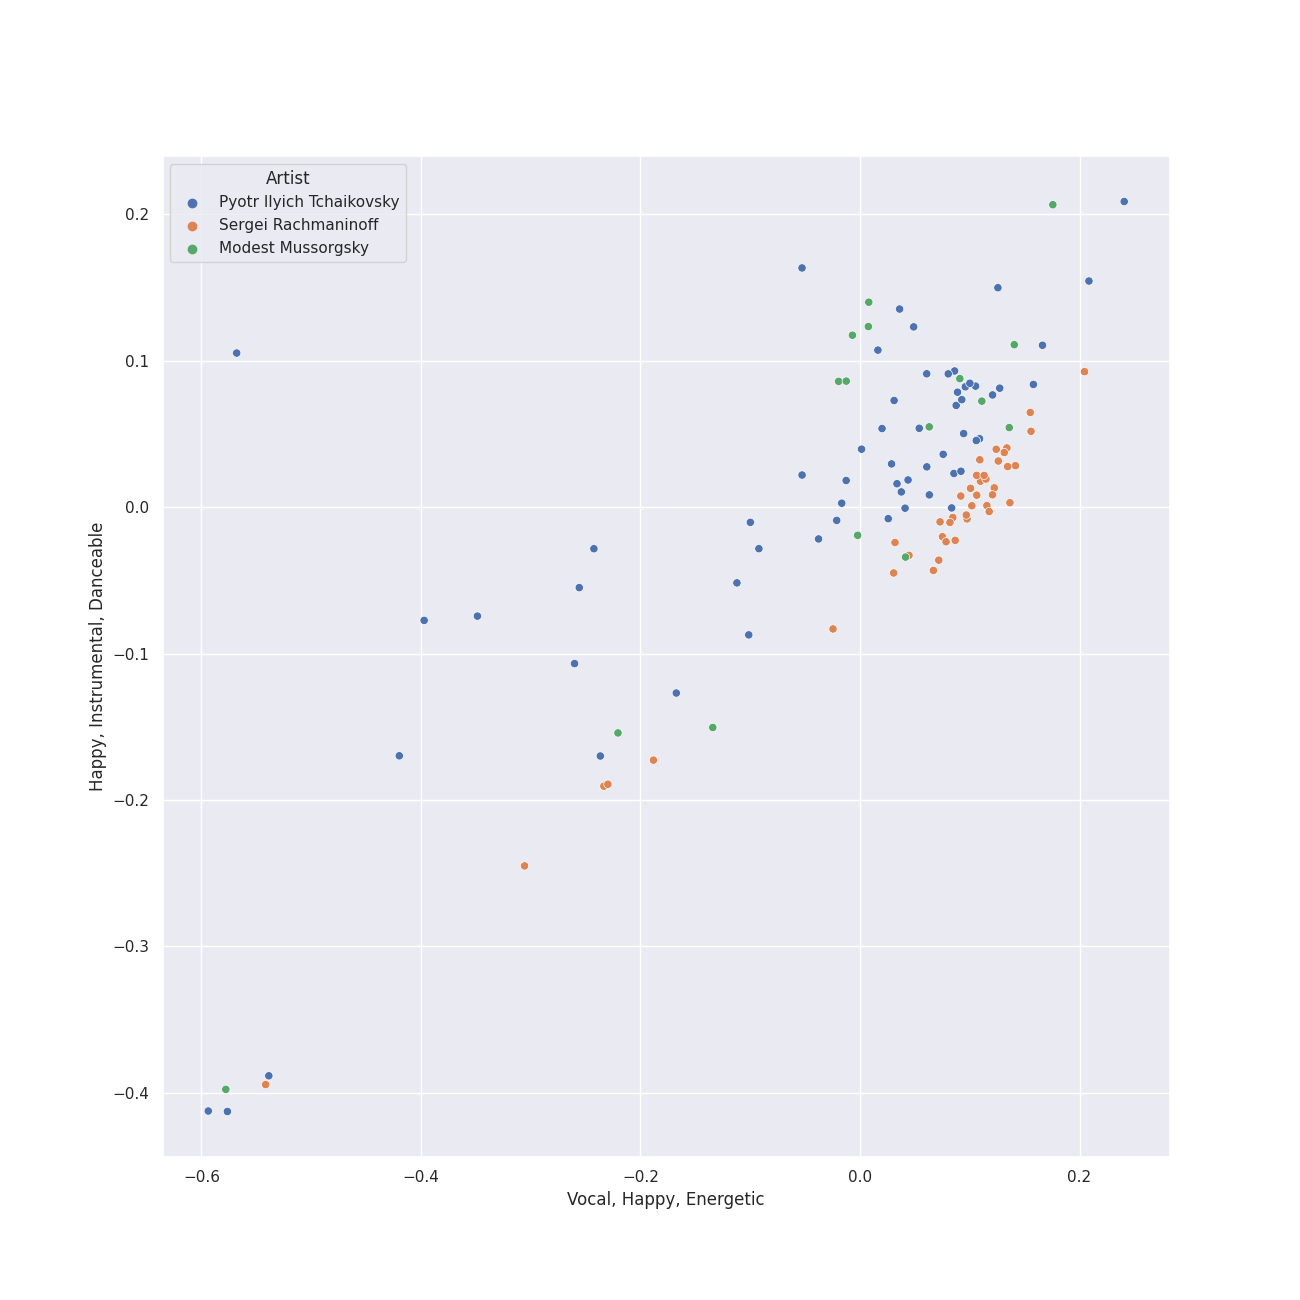 Artist
Pyotr Ilyich Tchaikovsky
Sergei Rachmaninoff
Modest Mussorgsky
0.2
0.1
0.0
−0.1
−0.2
−0.3
−0.4
Happy, Instrumental, Danceable
−0.6
−0.4
−0.2
0.0
0.2
Vocal, Happy, Energetic